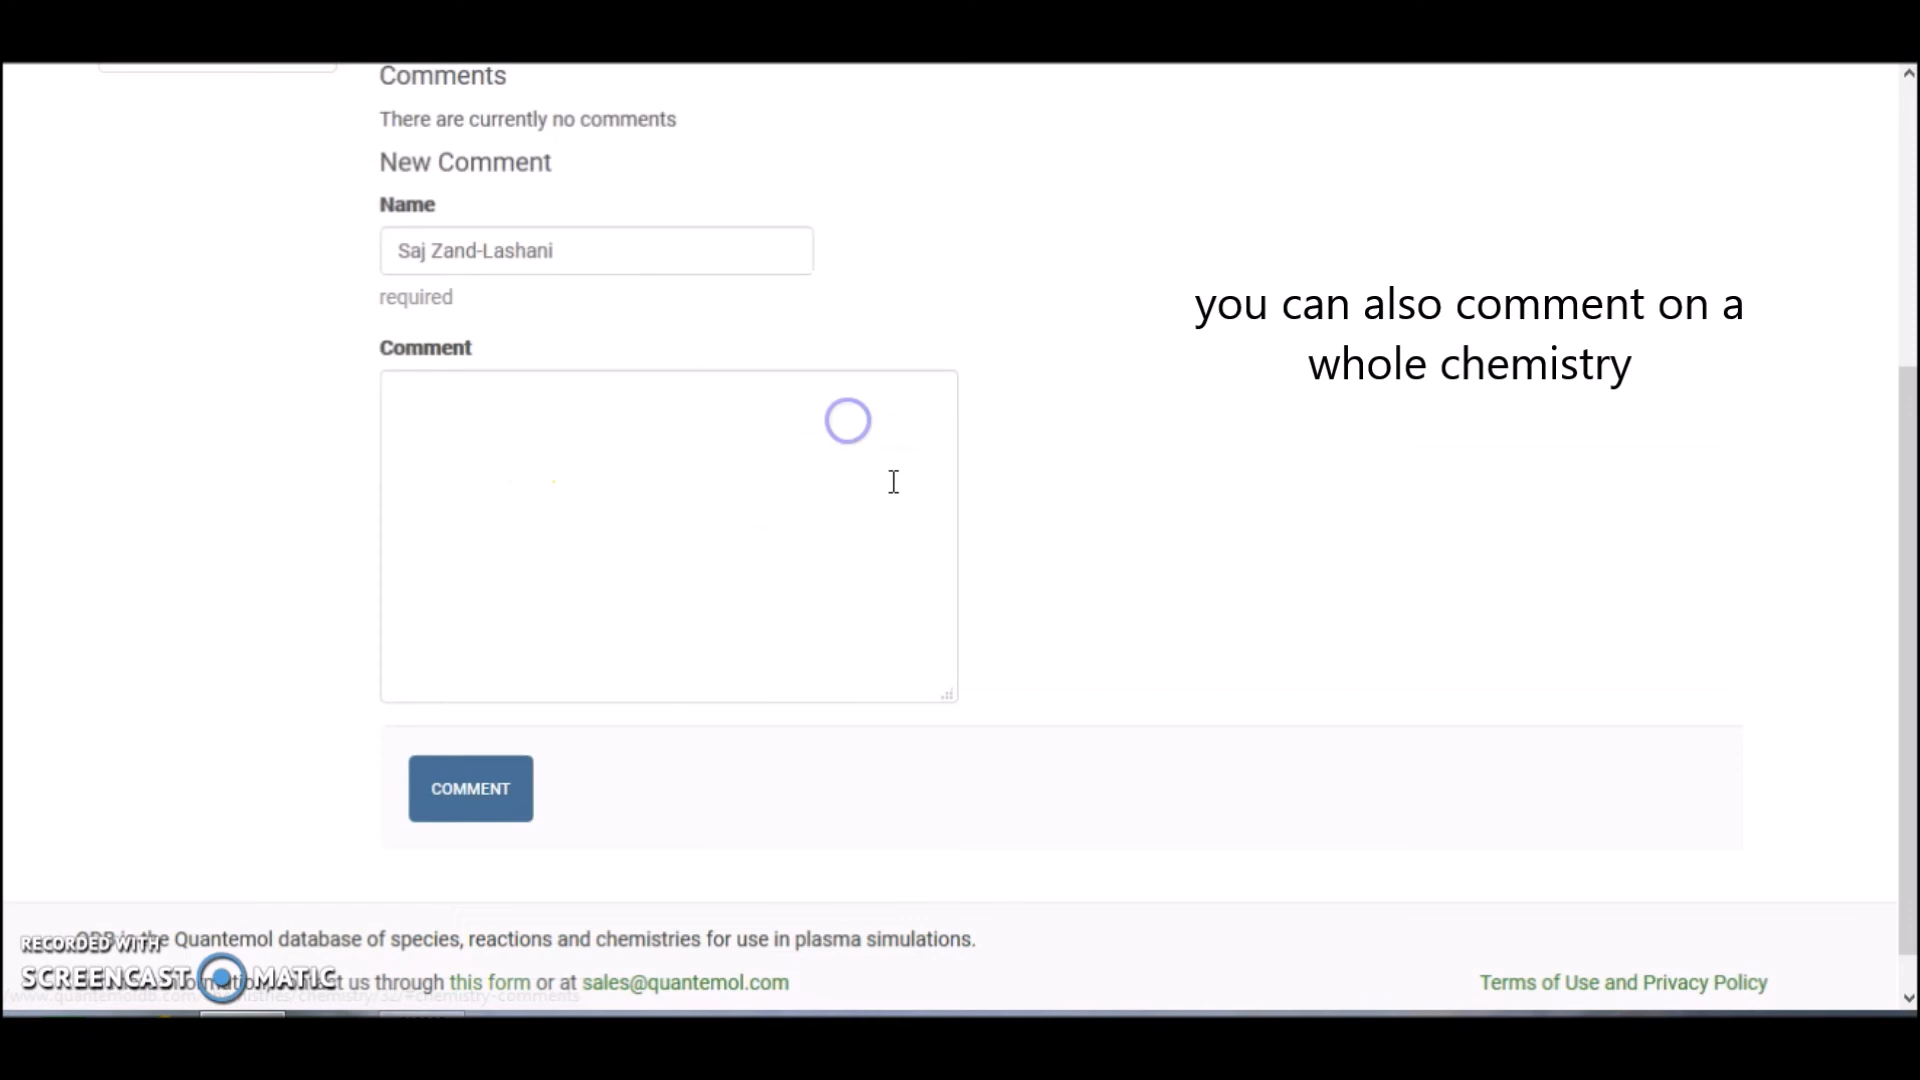 Comments
There are currently no comments
New Comment
Name
Saj Zand-Lashani
required
you can also comment on a
whole chemistry
Comment
COMMENT
is the Quantemol database of species, reactions and chemistries for use in plasma simulations.
RECORDED WITH
SCREENCAST MATIC
us through this form or at sales@quantemol.com
Terms of Use and Privacy Policy